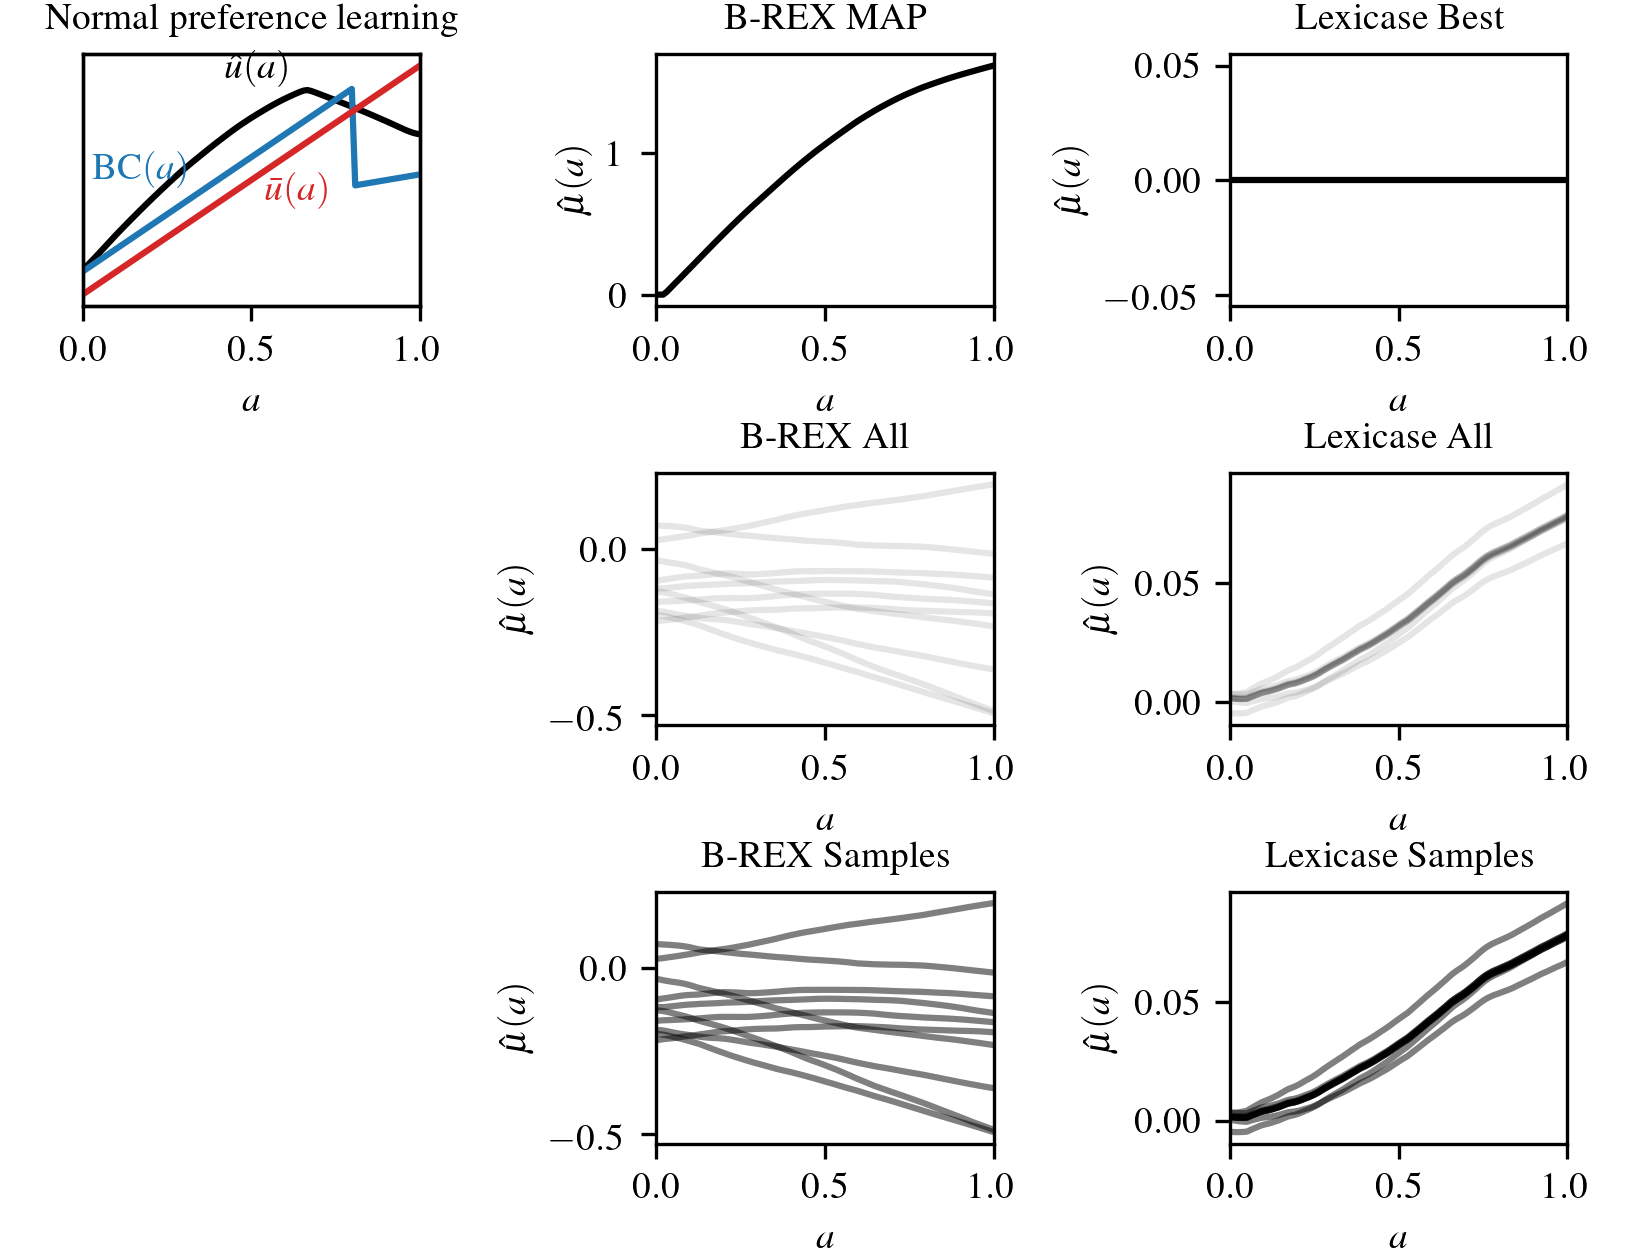 Normal preference learning
û(a)
BC(a)
ū(a)
0.0 0.5 1.0
a
B-REX MAP
μ̂(a)
1
0
0.0 0.5 1.0
a
Lexicase Best
μ̂(a)
0.05
0.00
−0.05
0.0 0.5 1.0
a
B-REX All
μ̂(a)
0.0
−0.5
0.0 0.5 1.0
a
Lexicase All
μ̂(a)
0.05
0.00
0.0 0.5 1.0
a
B-REX Samples
μ̂(a)
0.0
−0.5
0.0 0.5 1.0
a
Lexicase Samples
μ̂(a)
0.05
0.00
0.0 0.5 1.0
a